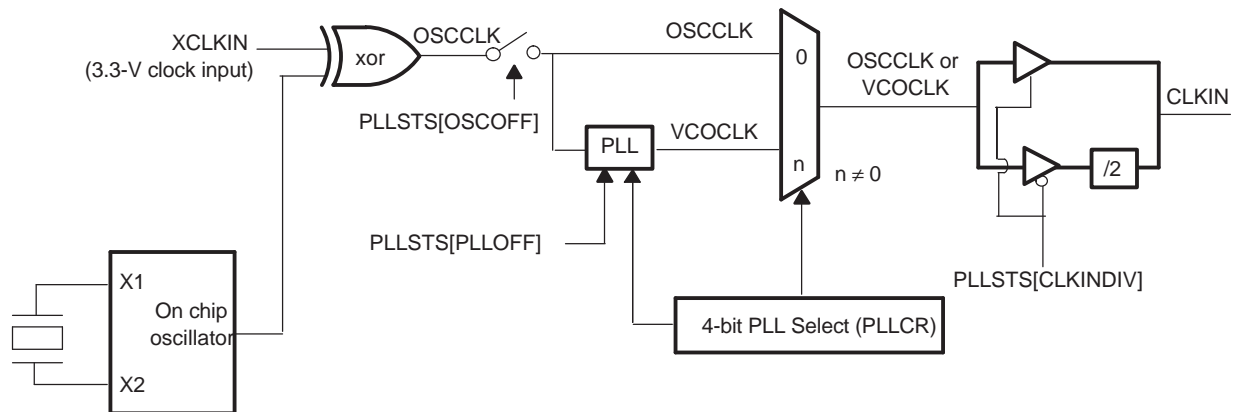 XCLKIN
(3.3-V clock input)
xor
OSCCLK
PLLSTS[OSCOFF]
OSCCLK
0
OSCCLK or
VCOCLK
CLKIN
PLL
VCOCLK
n
n ≠ 0
/2
PLLSTS[PLLOFF]
PLLSTS[CLKINDIV]
4-bit PLL Select (PLLCR)
X1
On chip
oscillator
X2